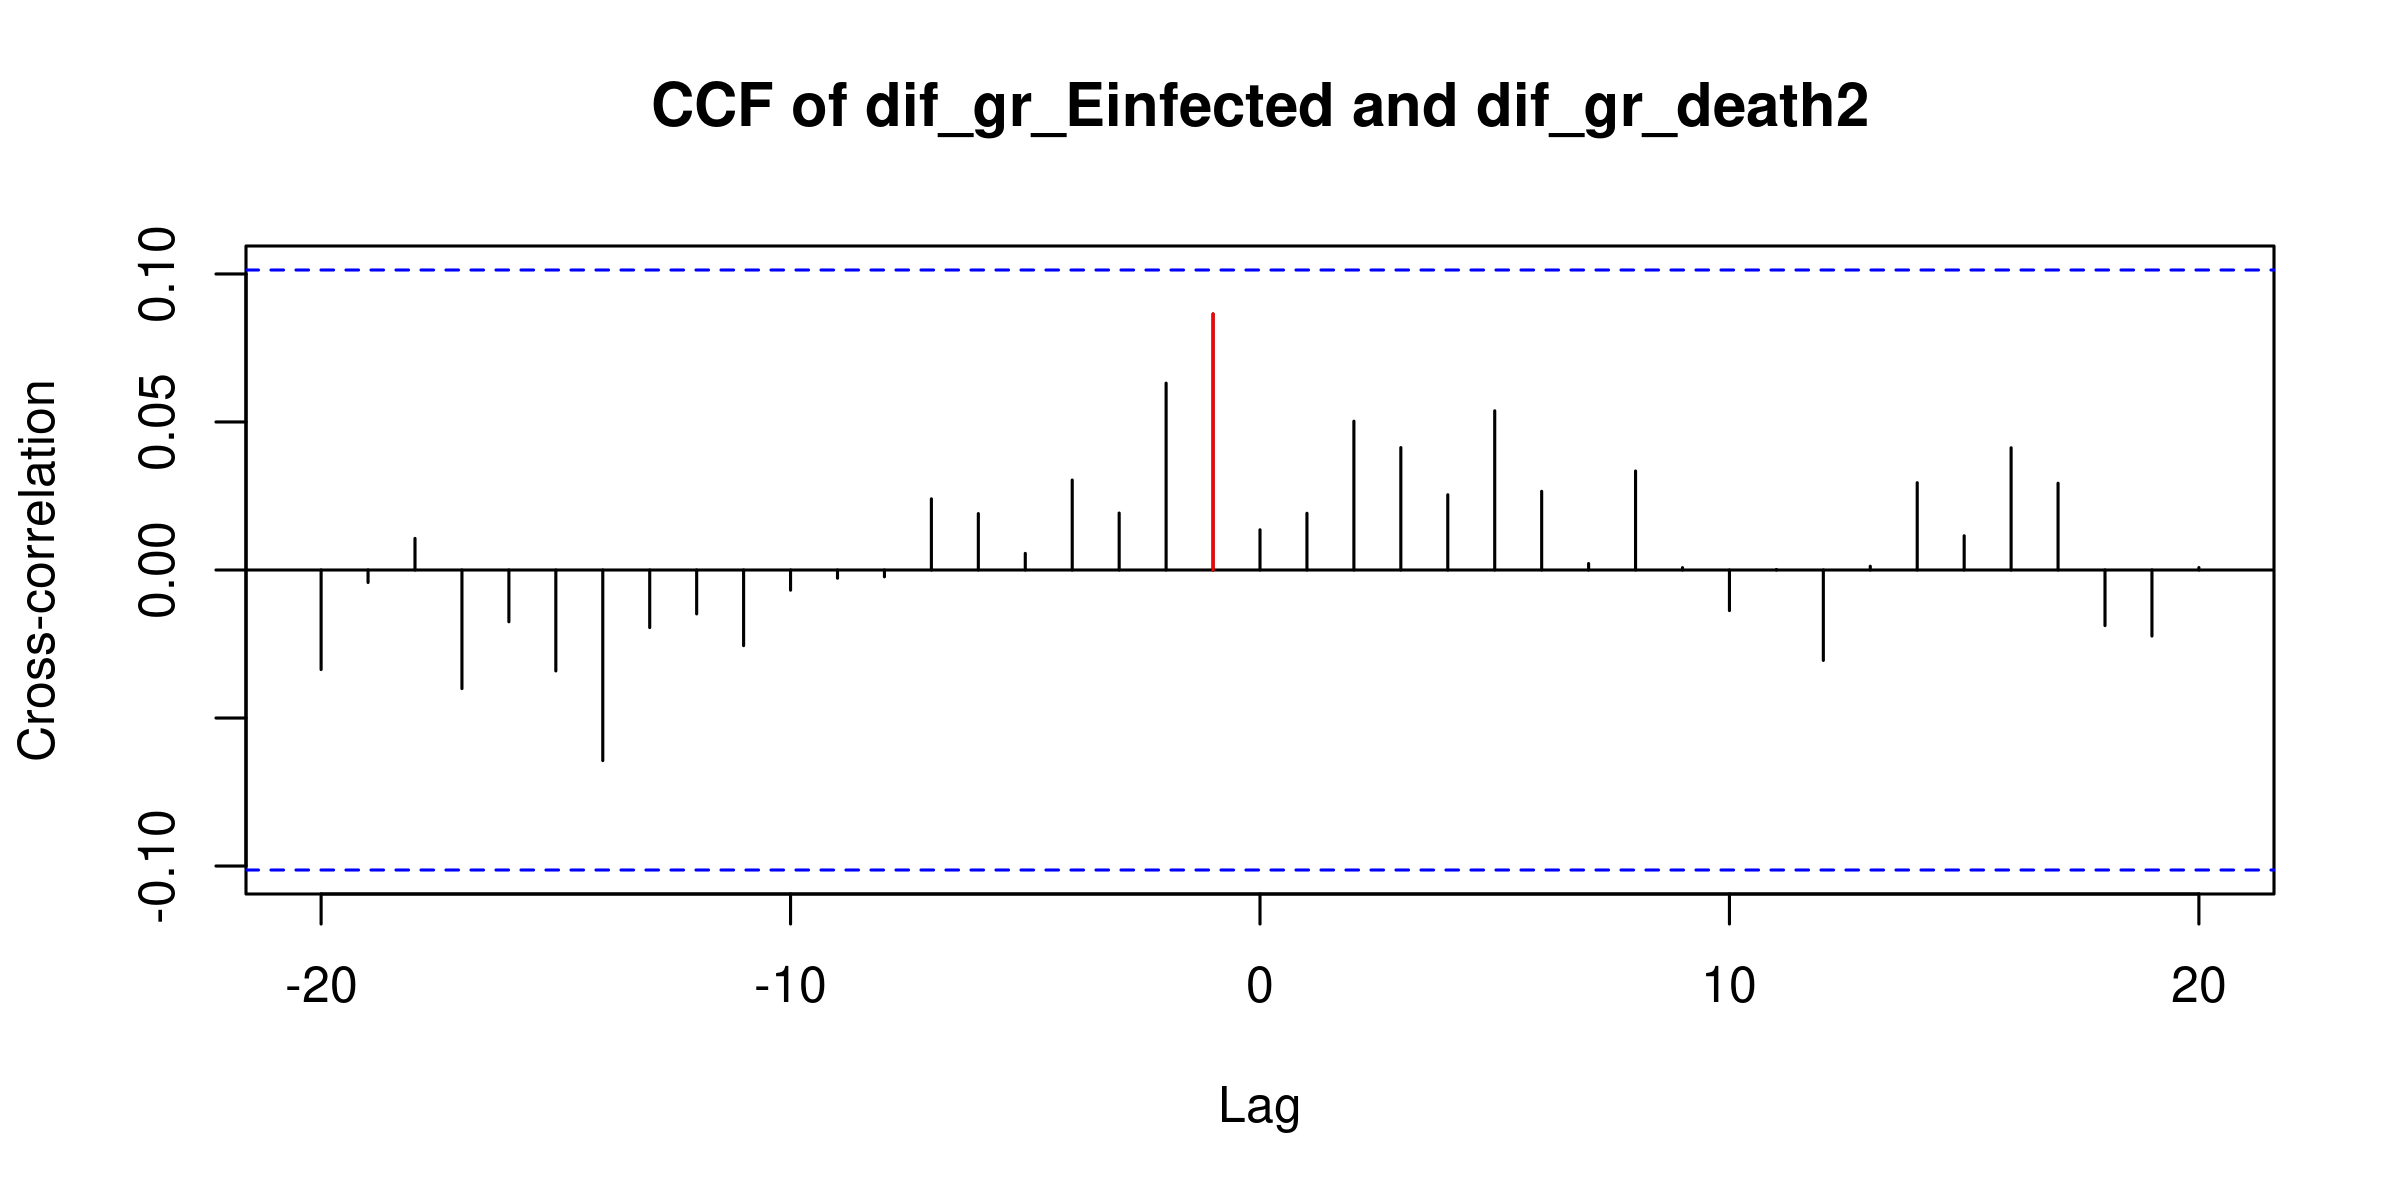 CCF of dif_gr_Einfected and dif_gr_death2
Cross-correlation
0.10
0.05
0.00
-0.10
-20 -10 0 10 20
Lag